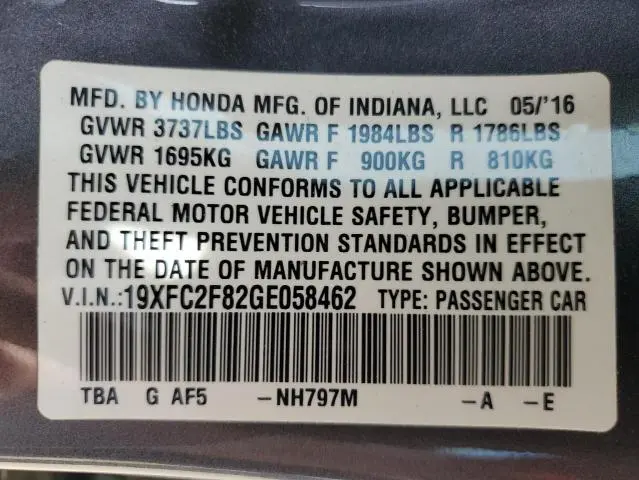 MFD. BY HONDA MFG. OF INDIANA, LLC 05/'16
GVWR 3737LBS GAWR F 1984LBS R 1786LBS
GVWR 1695KG GAWR F 900KG R 810KG
THIS VEHICLE CONFORMS TO ALL APPLICABLE
FEDERAL MOTOR VEHICLE SAFETY, BUMPER,
AND THEFT PREVENTION STANDARDS IN EFFECT
ON THE DATE OF MANUFACTURE SHOWN ABOVE.
V.I.N.:19XFC2F82GE058462 TYPE: PASSENGER CAR
TBA G AF5 -NH797M -A -E